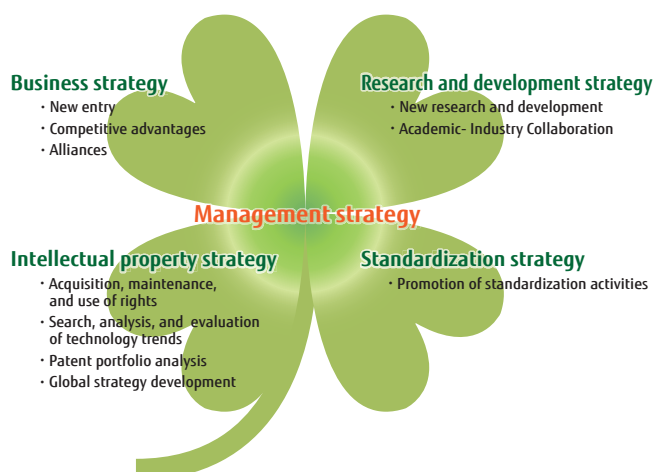 Business strategy
・New entry
・Competitive advantages
・Alliances
Research and development strategy
・New research and development
・Academic- Industry Collaboration
Management strategy
Intellectual property strategy
・Acquisition, maintenance,
and use of rights
・Search, analysis, and evaluation
of technology trends
・Patent portfolio analysis
・Global strategy development
Standardization strategy
・Promotion of standardization activities